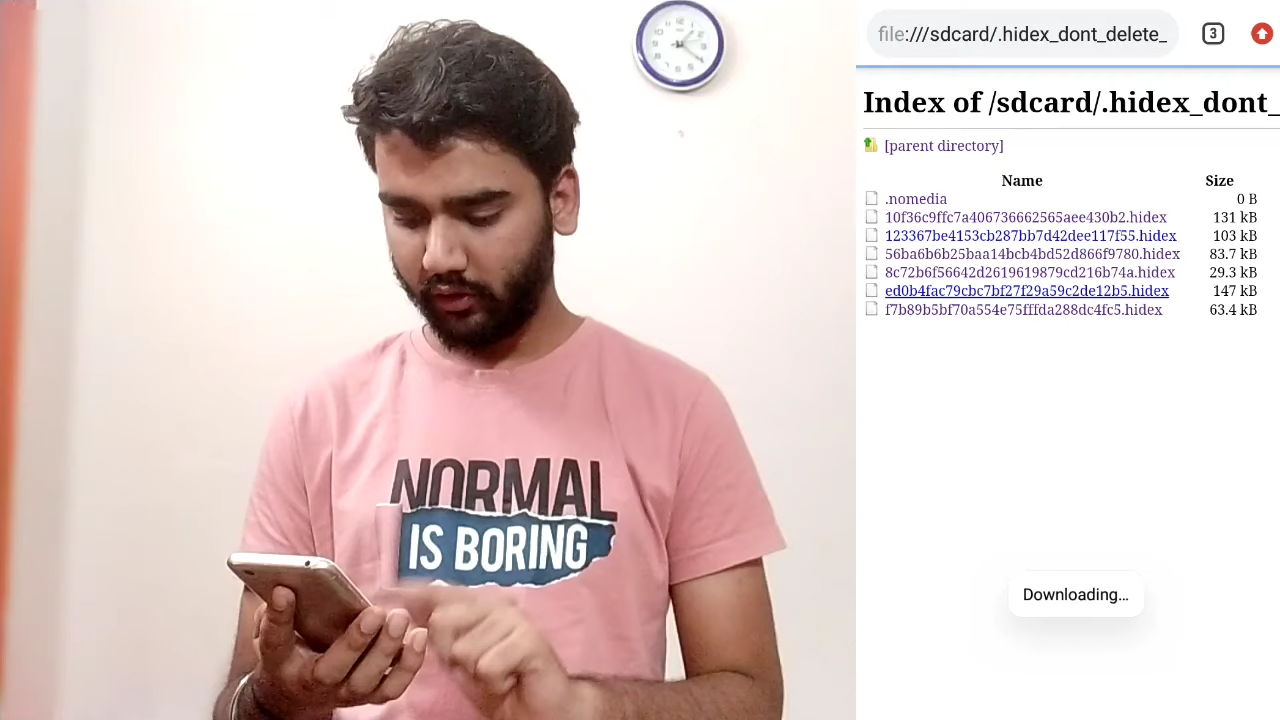 NORMAL
IS BORING
file:///sdcard/.hidex_dont_delete_
3
Index of /sdcard/.hidex_dont_
[parent directory]
Name Size
.nomedia 0 B
10f36c9ffc7a406736662565aee430b2.hidex 131 kB
123367be4153cb287bb7d42dee117f55.hidex 103 kB
56ba6b6b25baa14bcb4bd52d866f9780.hidex 83.7 kB
8c72b6f56642d2619619879cd216b74a.hidex 29.3 kB
ed0b4fac79cbc7bf27f29a59c2de12b5.hidex 147 kB
f7b89b5bf70a554e75fffda288dc4fc5.hidex 63.4 kB
Downloading...